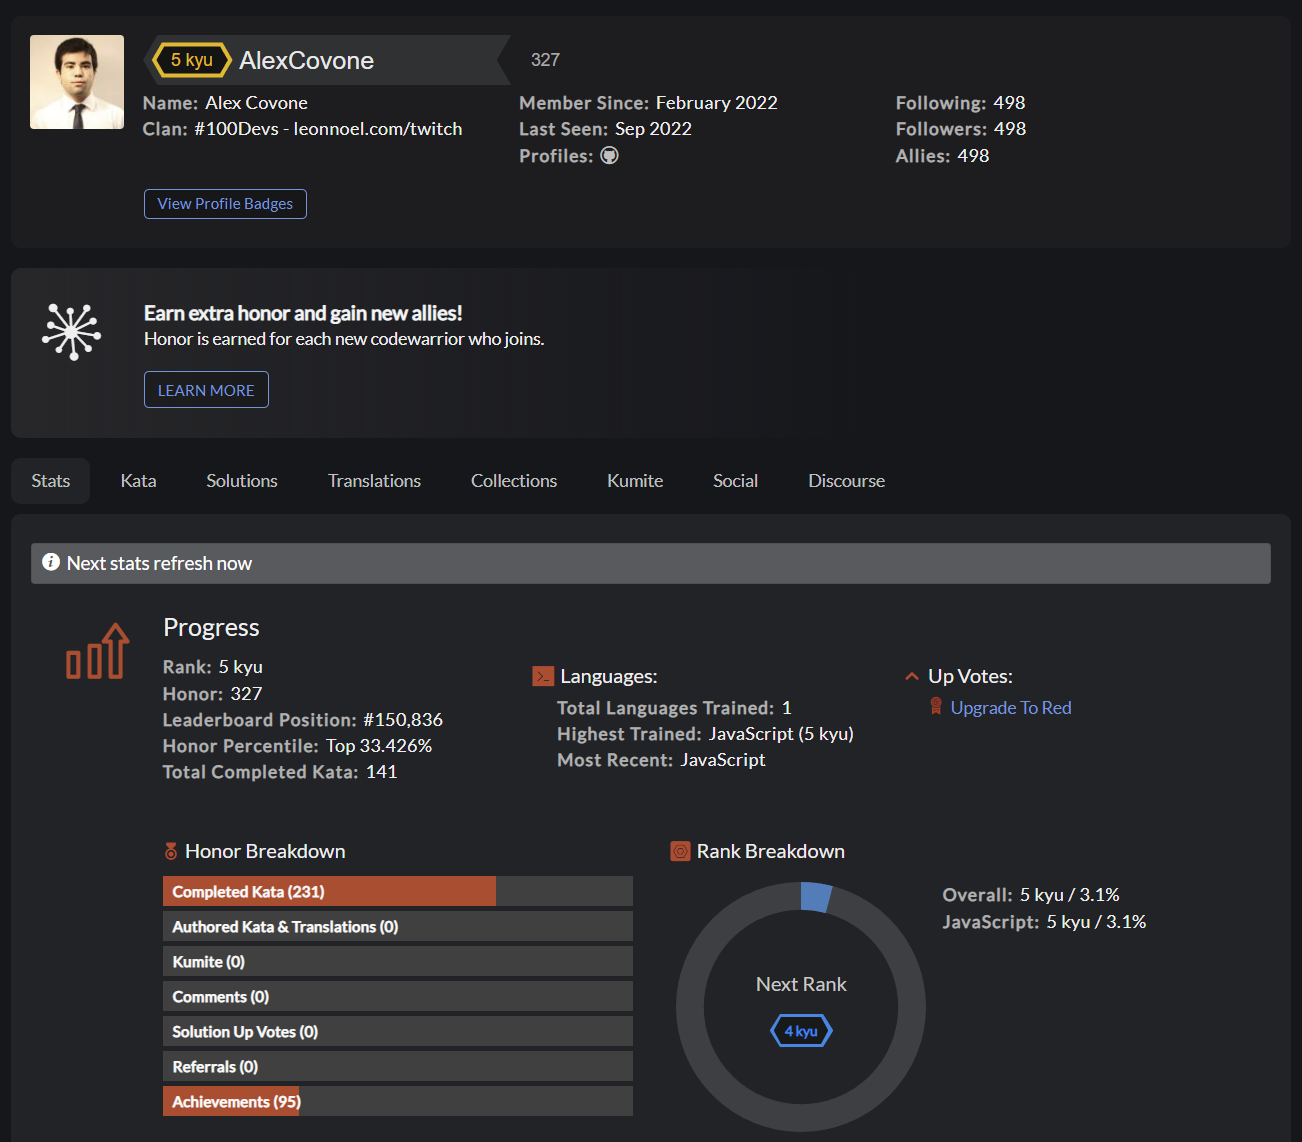 5 kyu AlexCovone 327
Name: Alex Covone
Clan: #100Devs - leonnoel.com/twitch
Member Since: February 2022
Last Seen: Sep 2022
Profiles:
Following: 498
Followers: 498
Allies: 498
View Profile Badges
Earn extra honor and gain new allies!
Honor is earned for each new codewarrior who joins.
LEARN MORE
Stats Kata Solutions Translations Collections Kumite Social Discourse
Next stats refresh now
Progress
Rank: 5 kyu
Honor: 327
Leaderboard Position: #150,836
Honor Percentile: Top 33.426%
Total Completed Kata: 141
Languages:
Total Languages Trained: 1
Highest Trained: JavaScript (5 kyu)
Most Recent: JavaScript
Up Votes:
Upgrade To Red
Honor Breakdown
Completed Kata (231)
Authored Kata & Translations (0)
Kumite (0)
Comments (0)
Solution Up Votes (0)
Referrals (0)
Achievements (95)
Rank Breakdown
Next Rank
4 kyu
Overall: 5 kyu / 3.1%
JavaScript: 5 kyu / 3.1%